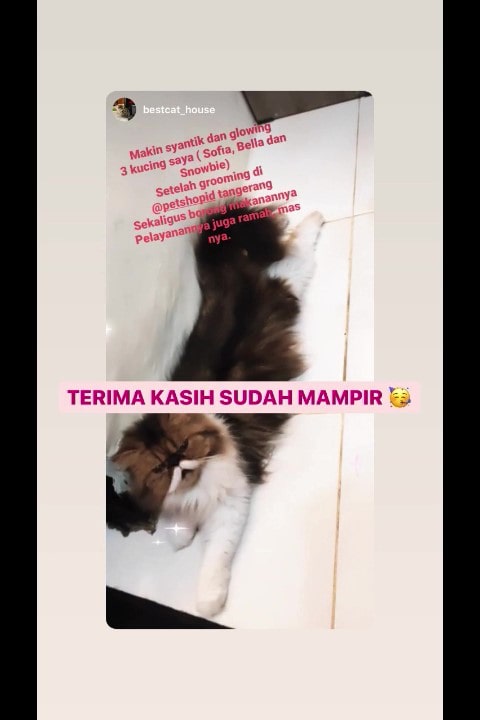 bestcat_house
Makin syantik dan glowing
3 kucing saya ( Sofia, Bella dan
Snowbie)
Setelah grooming di
@petshopid tangerang
Sekaligus borong makanannya
Pelayanannya juga ramah, mas
nya.
TERIMA KASIH SUDAH MAMPIR 🥳